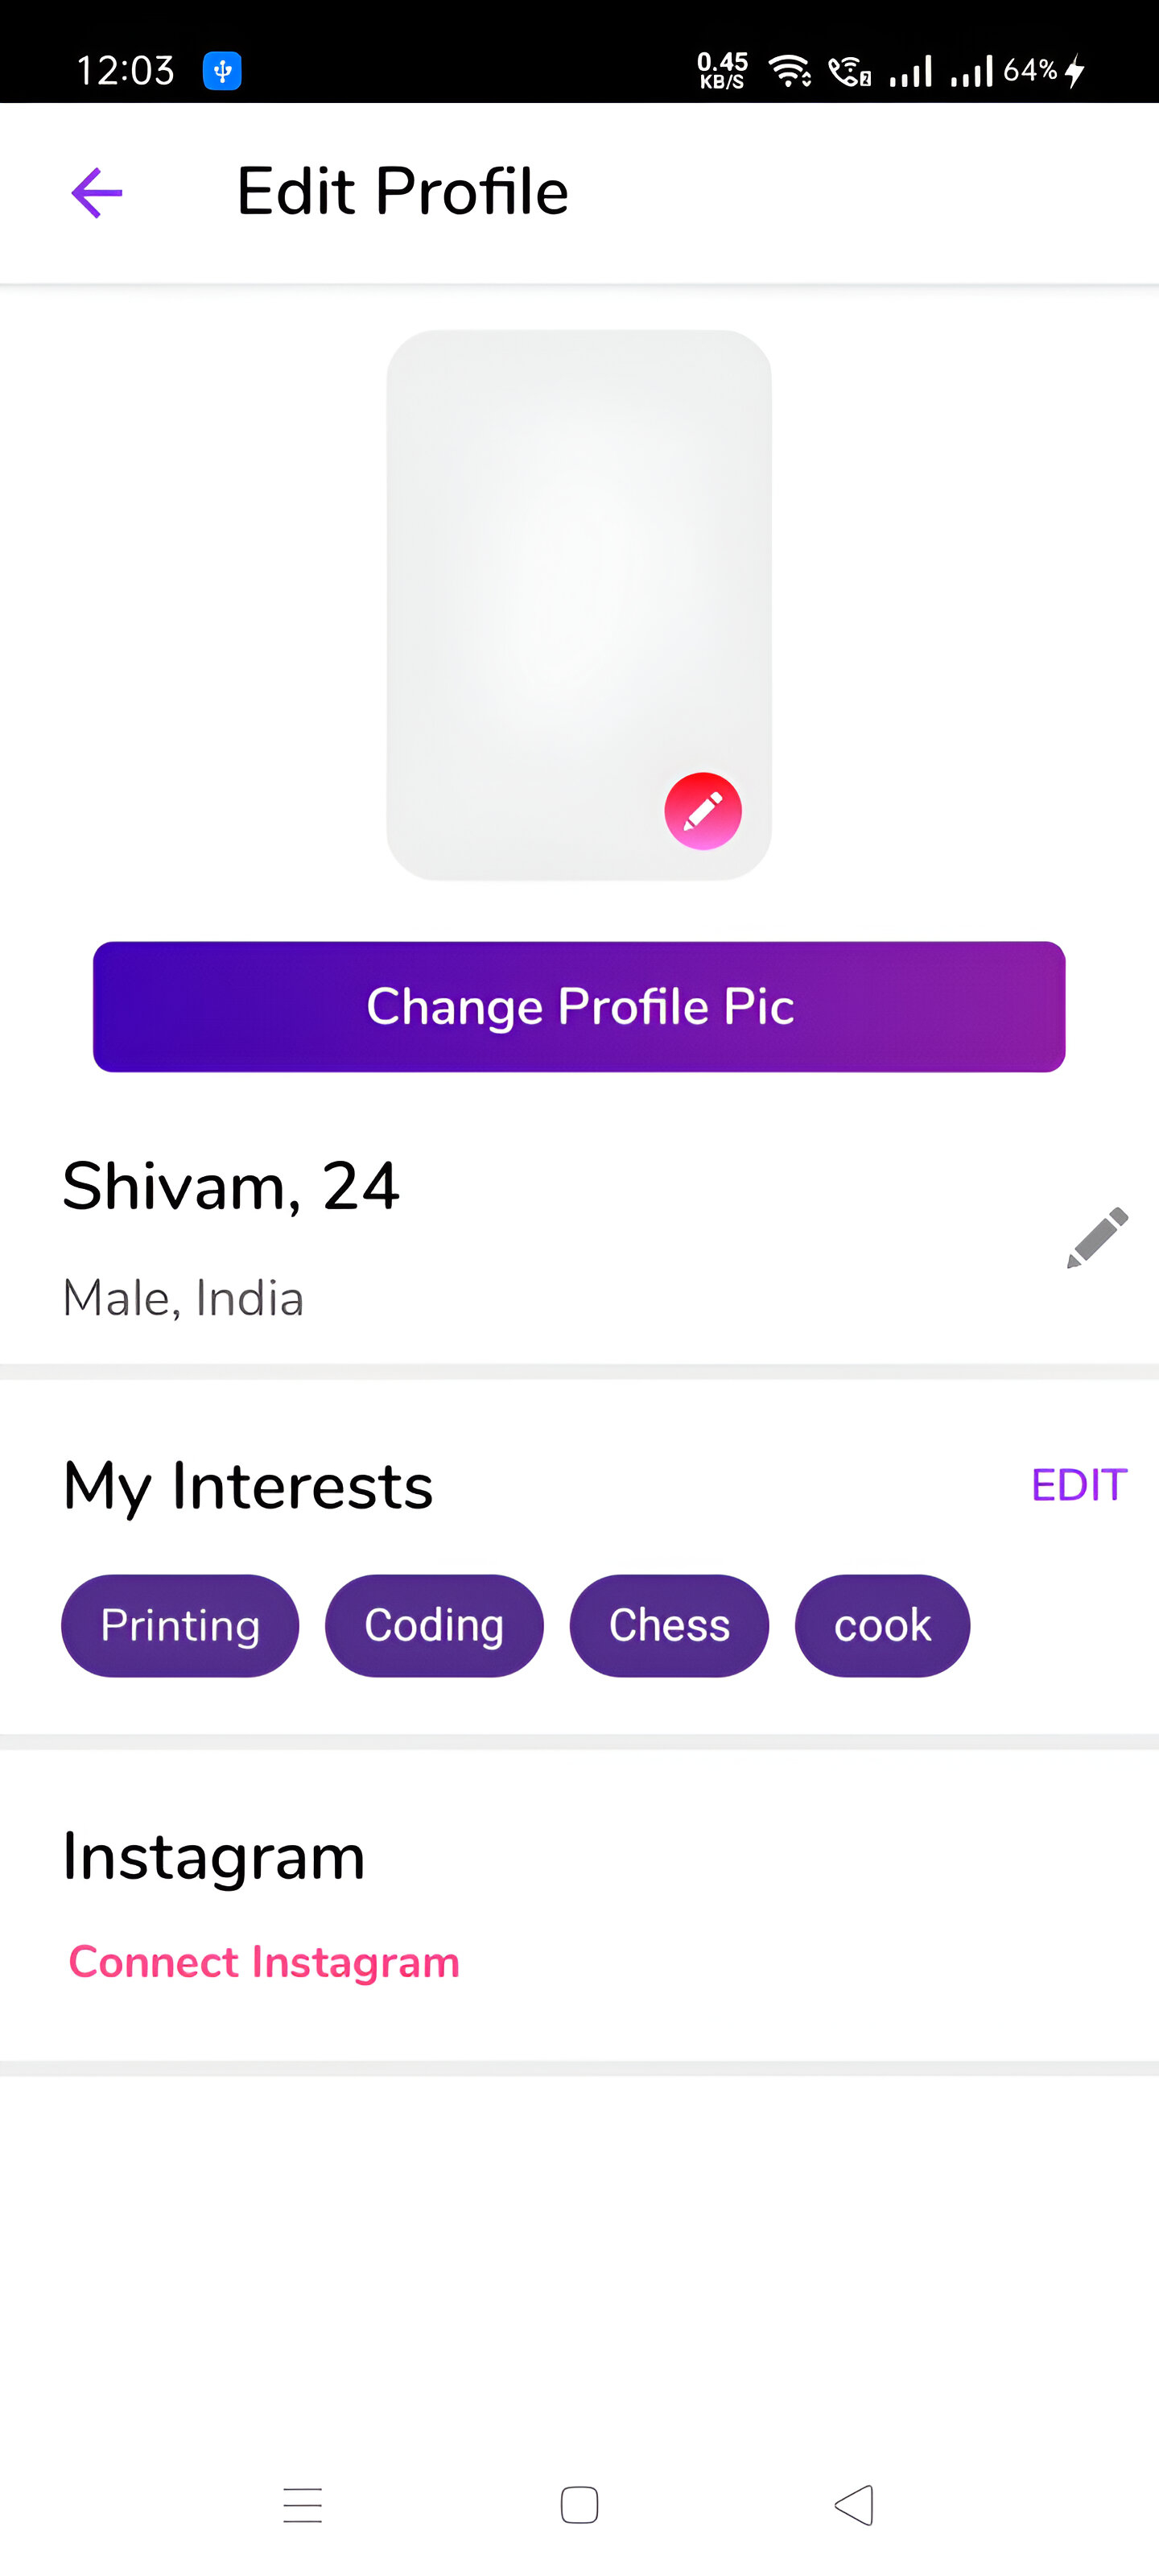 12:03 0.45 KB/S 64%
Edit Profile
Change Profile Pic
Shivam, 24
Male, India
My Interests EDIT
Printing Coding Chess cook
Instagram
Connect Instagram